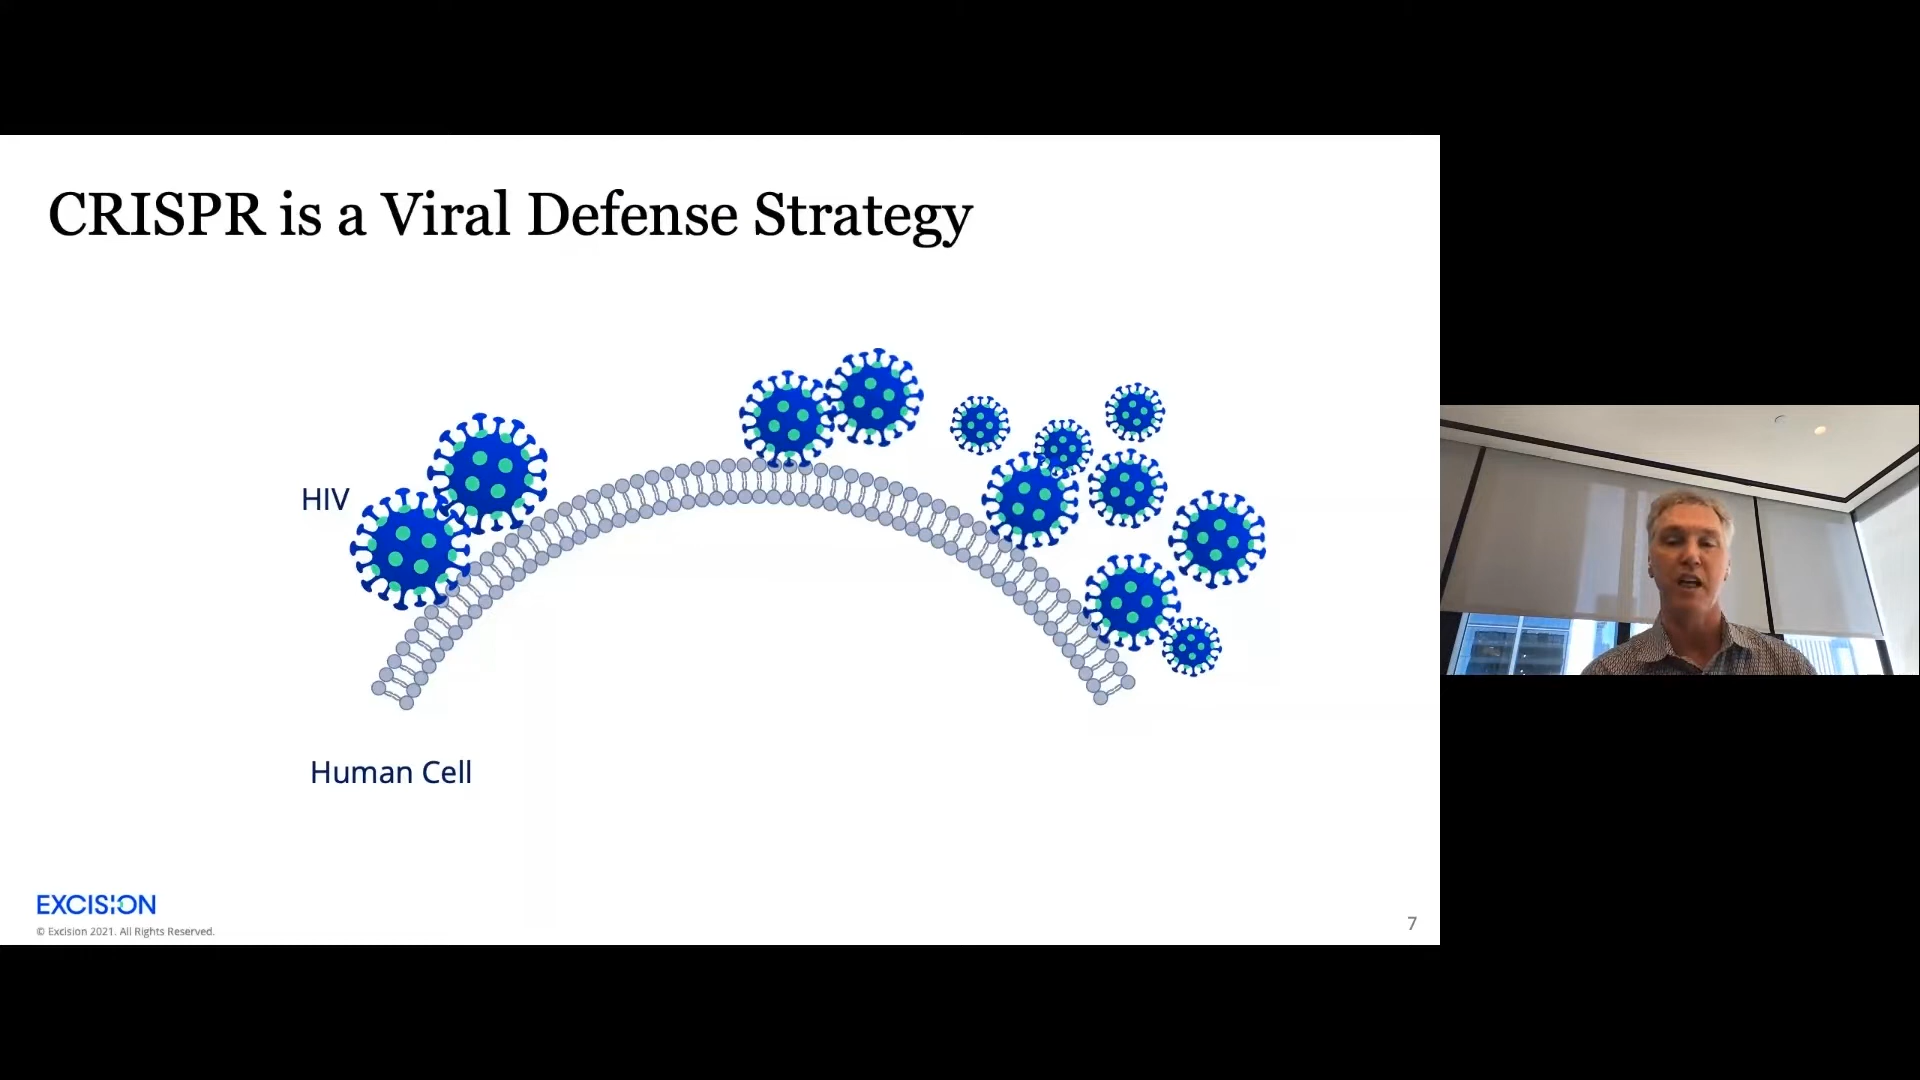 CRISPR is a Viral Defense Strategy
HIV
Human Cell
EXCISION
© Excision 2021. All Rights Reserved.
7